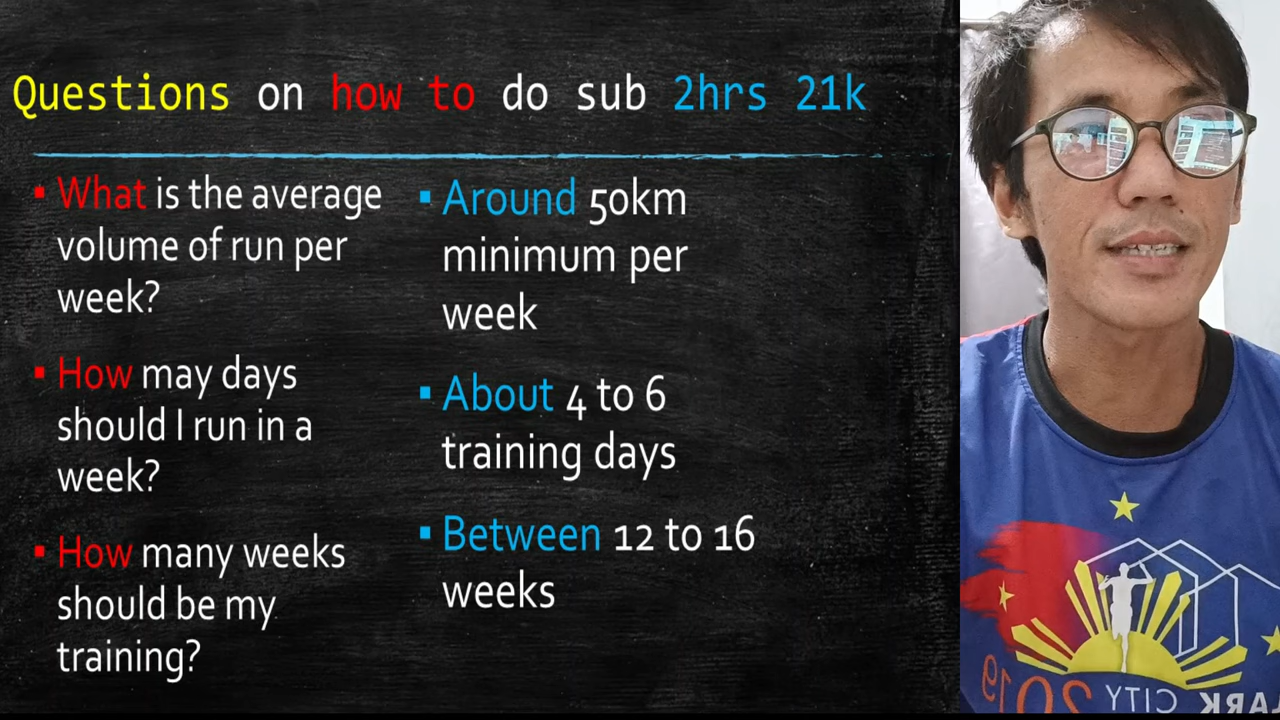 Questions on how to do sub 2hrs 21k
▪ What is the average
volume of run per
week?
▪ How may days
should I run in a
week?
▪ How many weeks
should be my
training?
▪ Around 50km
minimum per
week
▪ About 4 to 6
training days
▪ Between 12 to 16
weeks
2019
LARK CITY